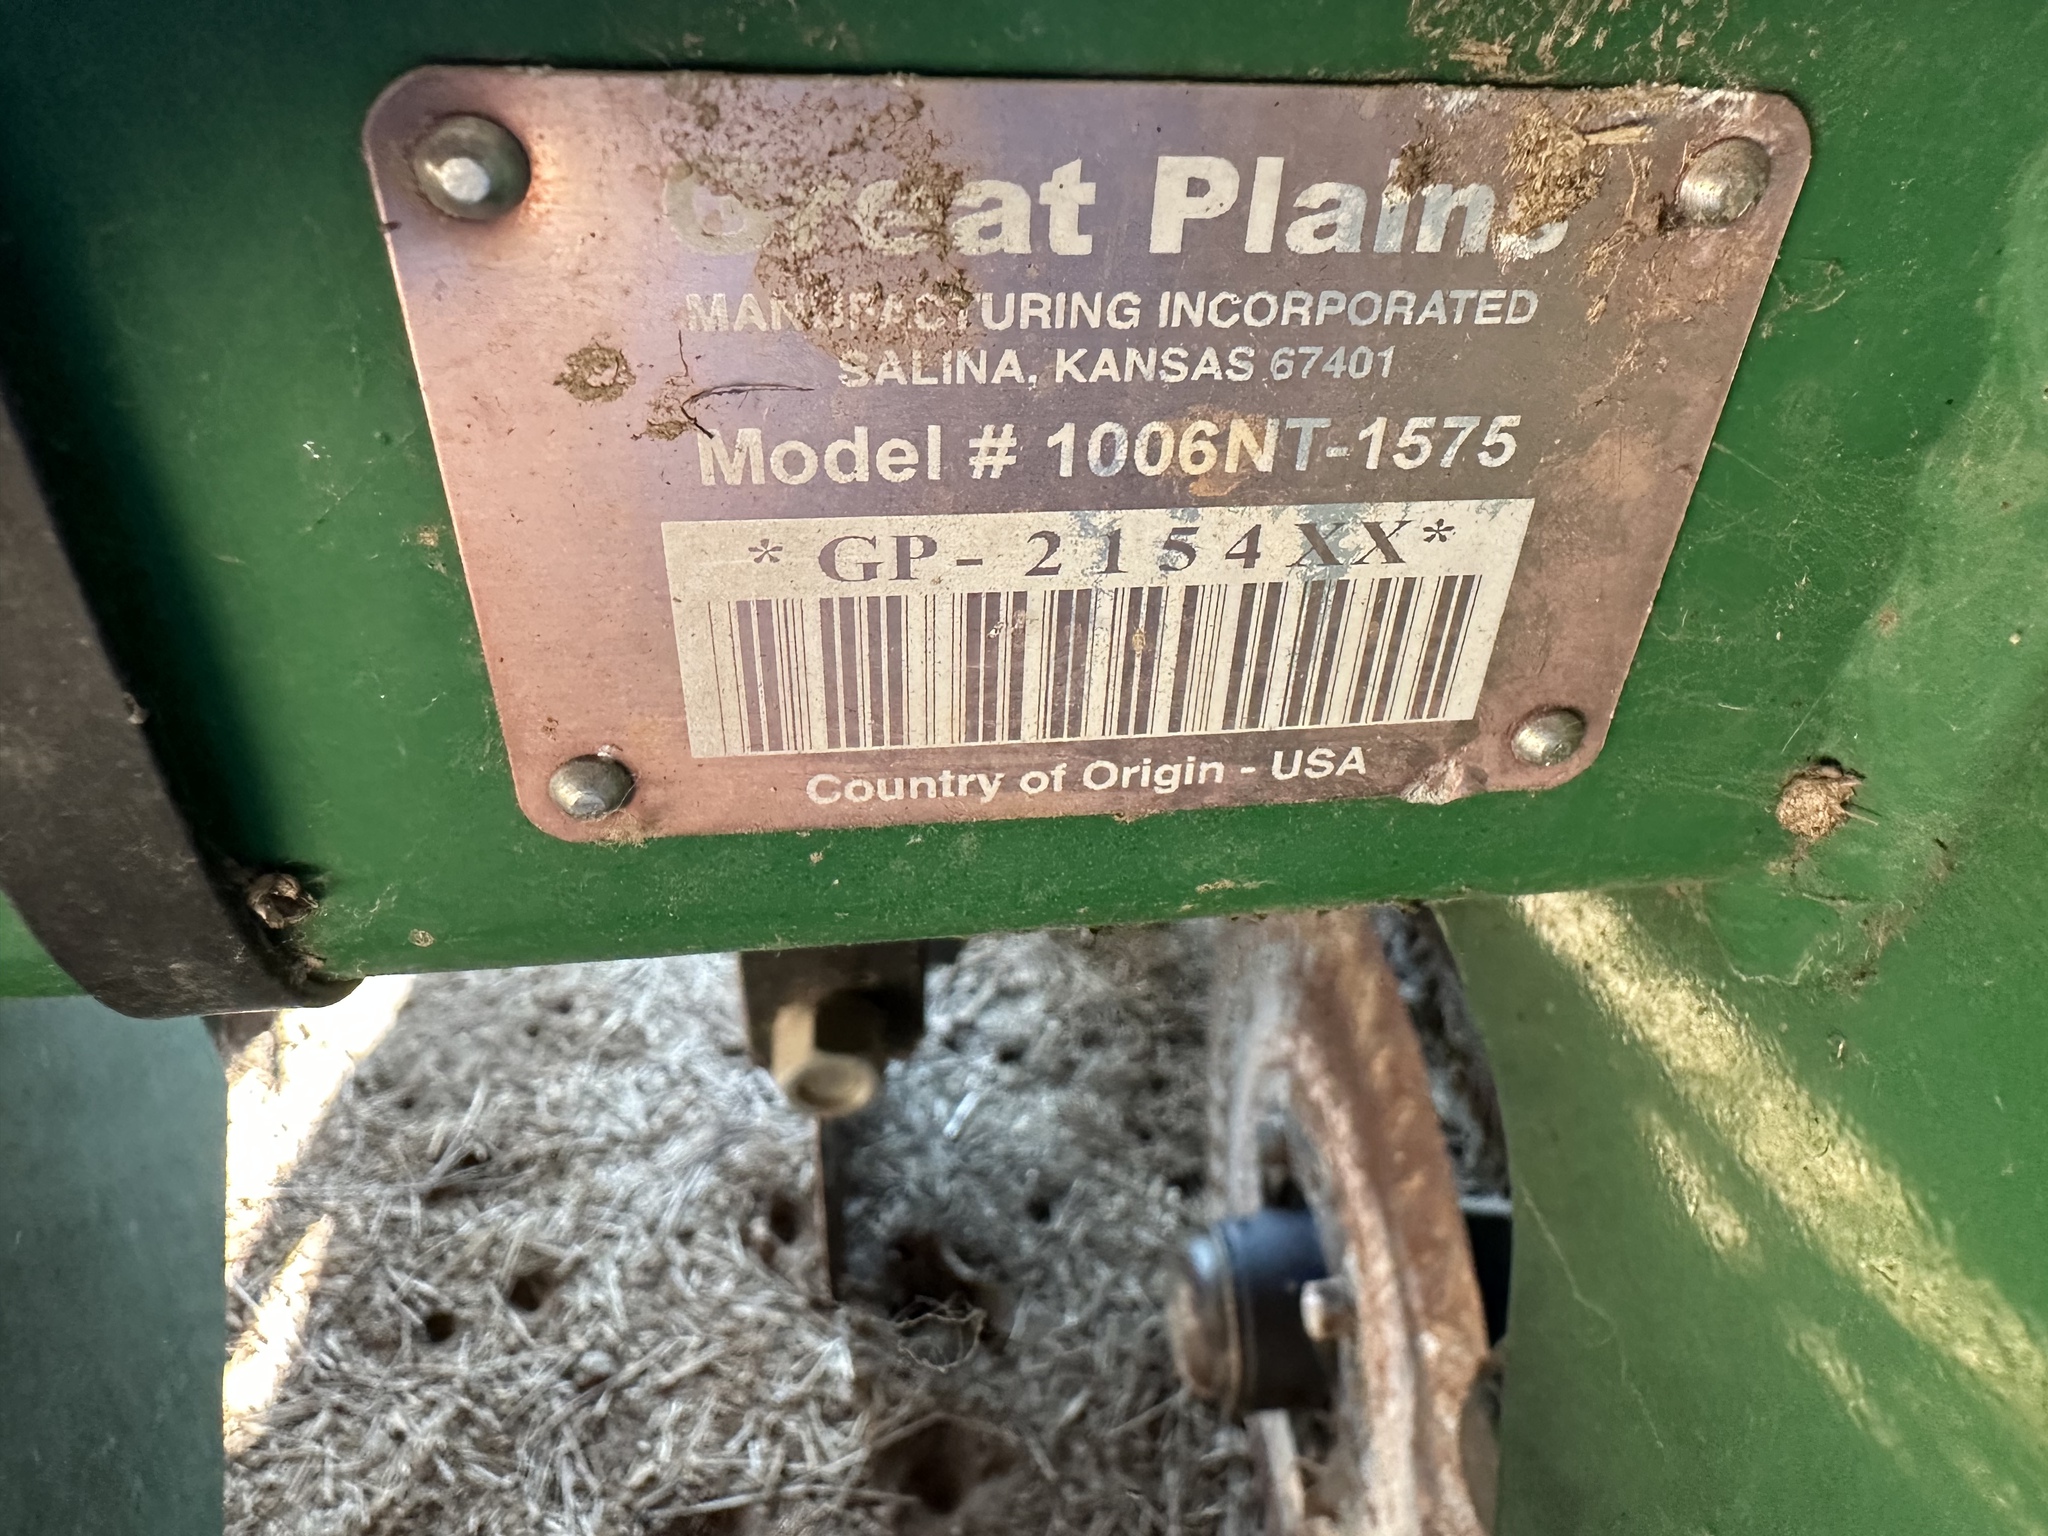 Great Plains
MANUFACTURING INCORPORATED
SALINA, KANSAS 67401
Model # 1006NT-1575
* GP- 2154XX*
Country of Origin - USA